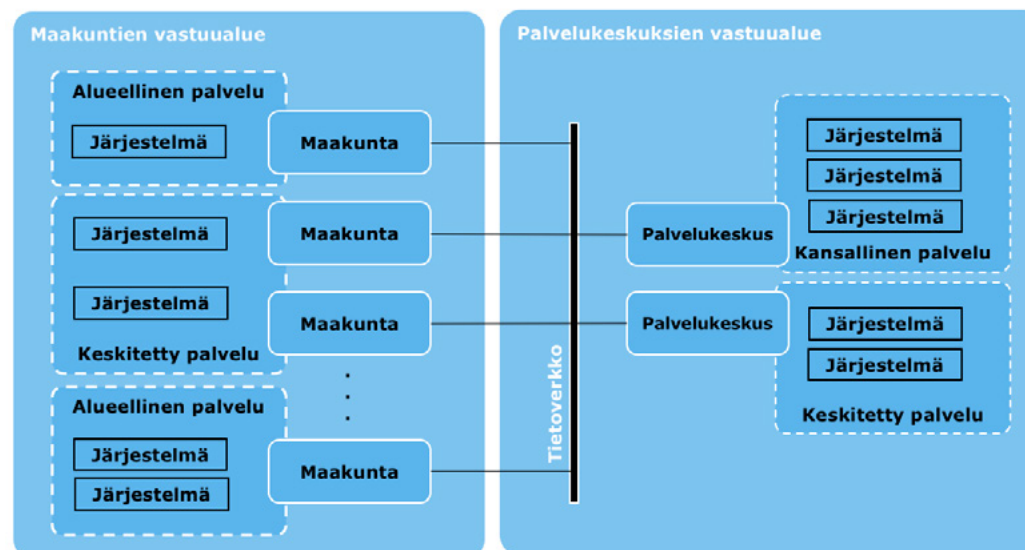 Maakuntien vastuualue
Alueellinen palvelu
Järjestelmä
Maakunta
Järjestelmä
Maakunta
Järjestelmä
Maakunta
Keskitetty palvelu
Alueellinen palvelu
Järjestelmä
Järjestelmä
Maakunta
Palvelukeskuksien vastuualue
Tietoverkko
Palvelukeskus
Järjestelmä
Järjestelmä
Järjestelmä
Kansallinen palvelu
Palvelukeskus
Järjestelmä
Järjestelmä
Keskitetty palvelu